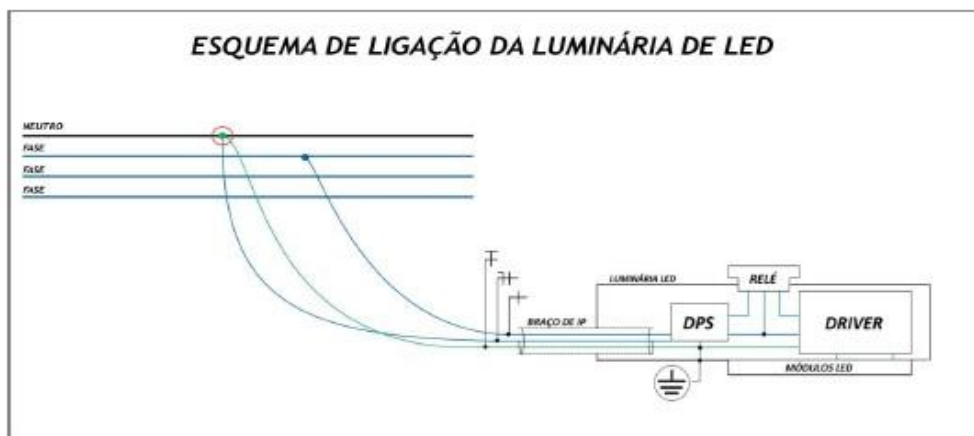 ESQUEMA DE LIGAÇÃO DA LUMINÁRIA DE LED
NEUTRO
FASE
FASE
FASE
LUMINÁRIA LED
RELÉ
BRAÇO DE IP
DPS
DRIVER
MÓDULOS LED